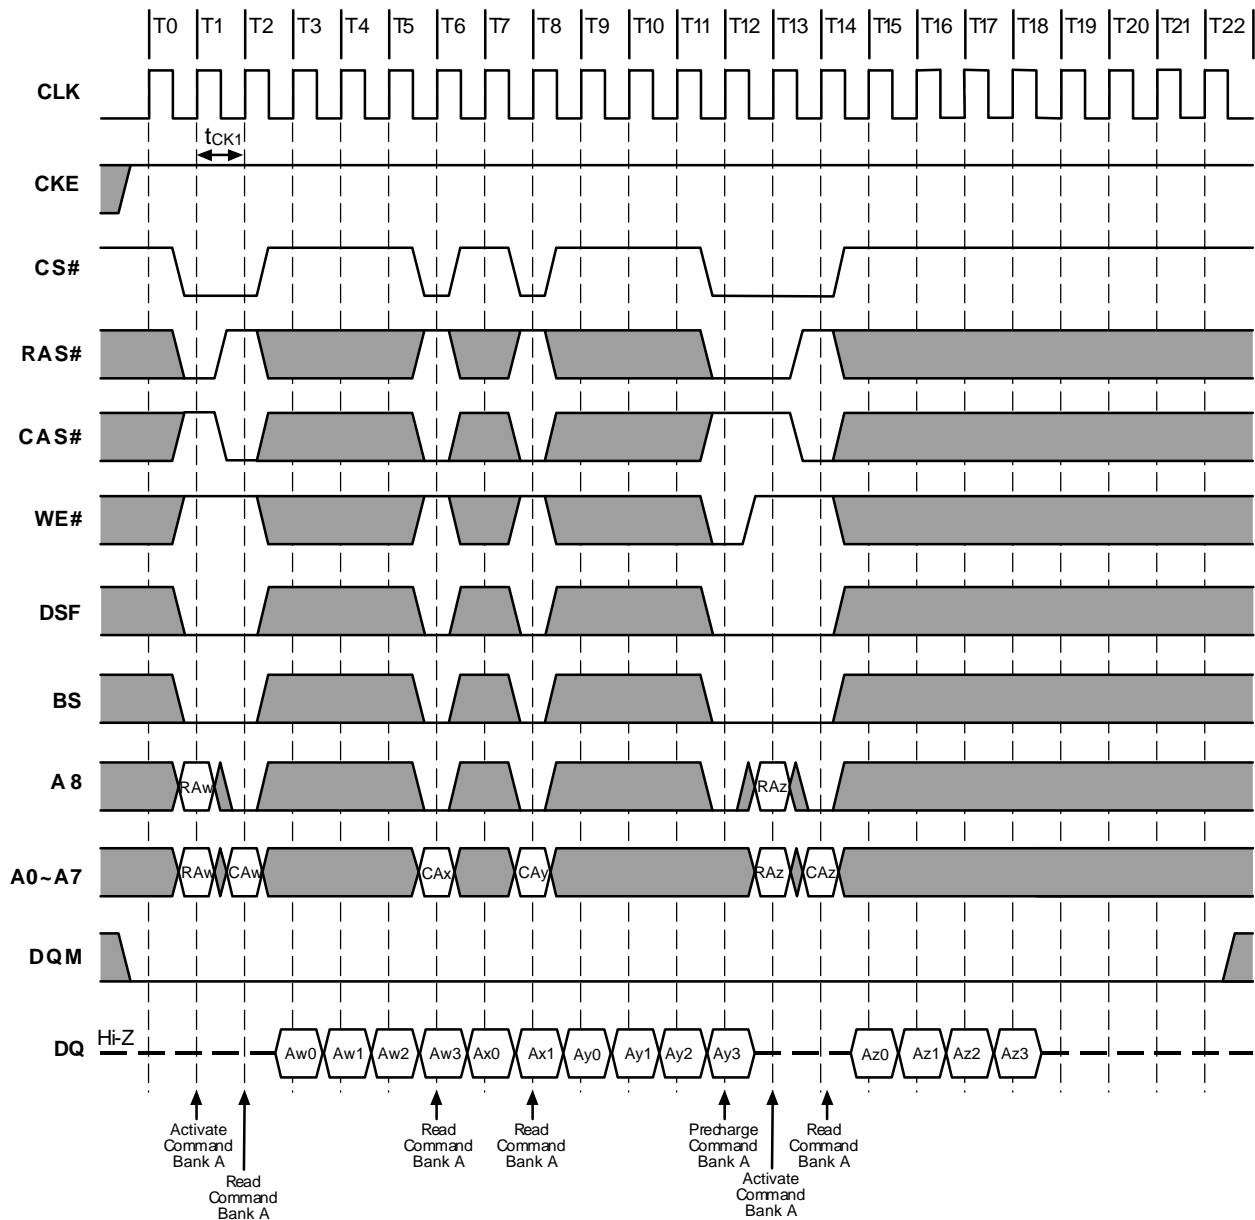 T0 T1 T2 T3 T4 T5 T6 T7 T8 T9 T10 T11 T12 T13 T14 T15 T16 T17 T18 T19 T20 T21 T22
CLK
tCK1
CKE
CS#
RAS#
CAS#
WE#
DSF
BS
A8 RAw RAz
A0~A7 RAw CAw CAx CAy RAz CAz
DQM
DQ Hi-Z Aw0 Aw1 Aw2 Aw3 Ax0 Ax1 Ay0 Ay1 Ay2 Ay3 Az0 Az1 Az2 Az3
Activate
Command
Bank A
Read
Command
Bank A
Read
Command
Bank A
Read
Command
Bank A
Precharge
Command
Bank A
Activate
Command
Bank A
Read
Command
Bank A